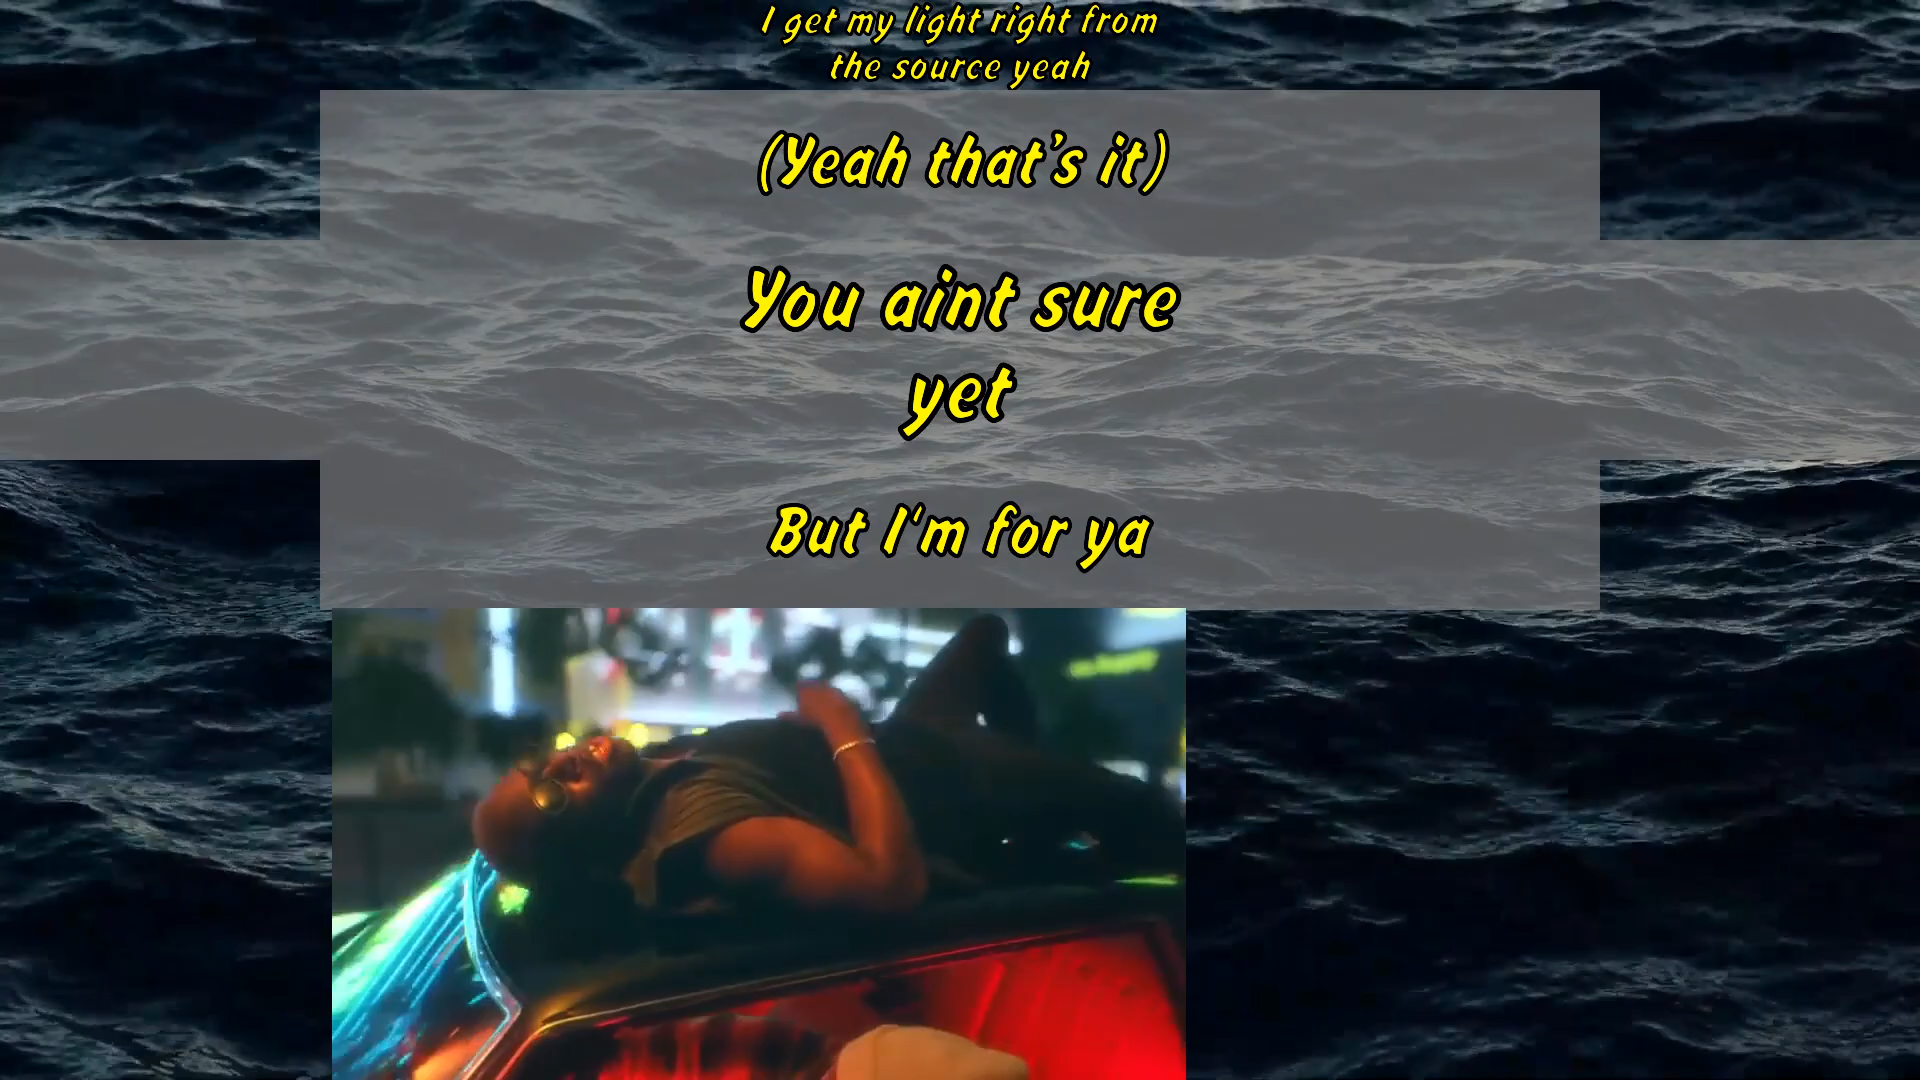 I get my light right from
the source yeah
(Yeah that’s it)
You aint sure
yet
But I‘m for ya